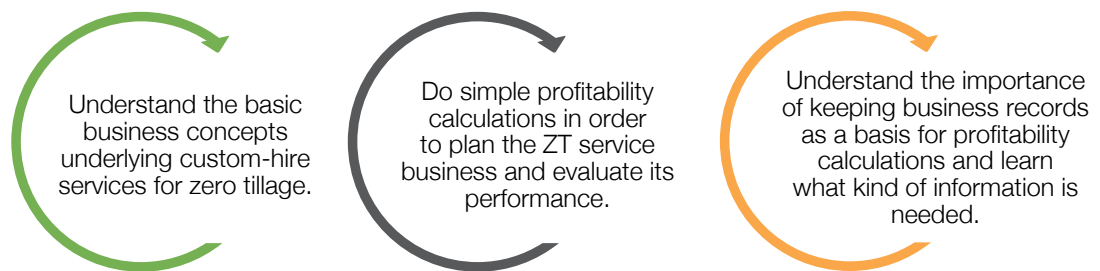 Understand the basic
business concepts
underlying custom-hire
services for zero tillage.
Do simple profitability
calculations in order
to plan the ZT service
business and evaluate its
performance.
Understand the importance
of keeping business records
as a basis for profitability
calculations and learn
what kind of information is
needed.